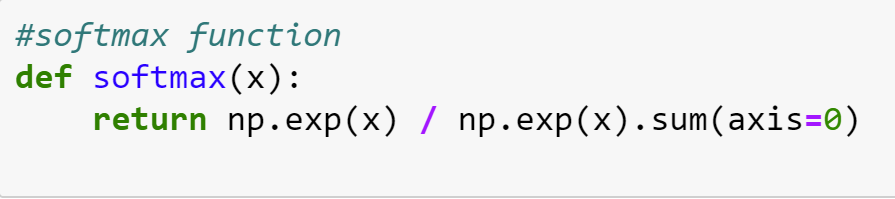 #softmax function
def softmax(x):
    return np.exp(x) / np.exp(x).sum(axis=0)